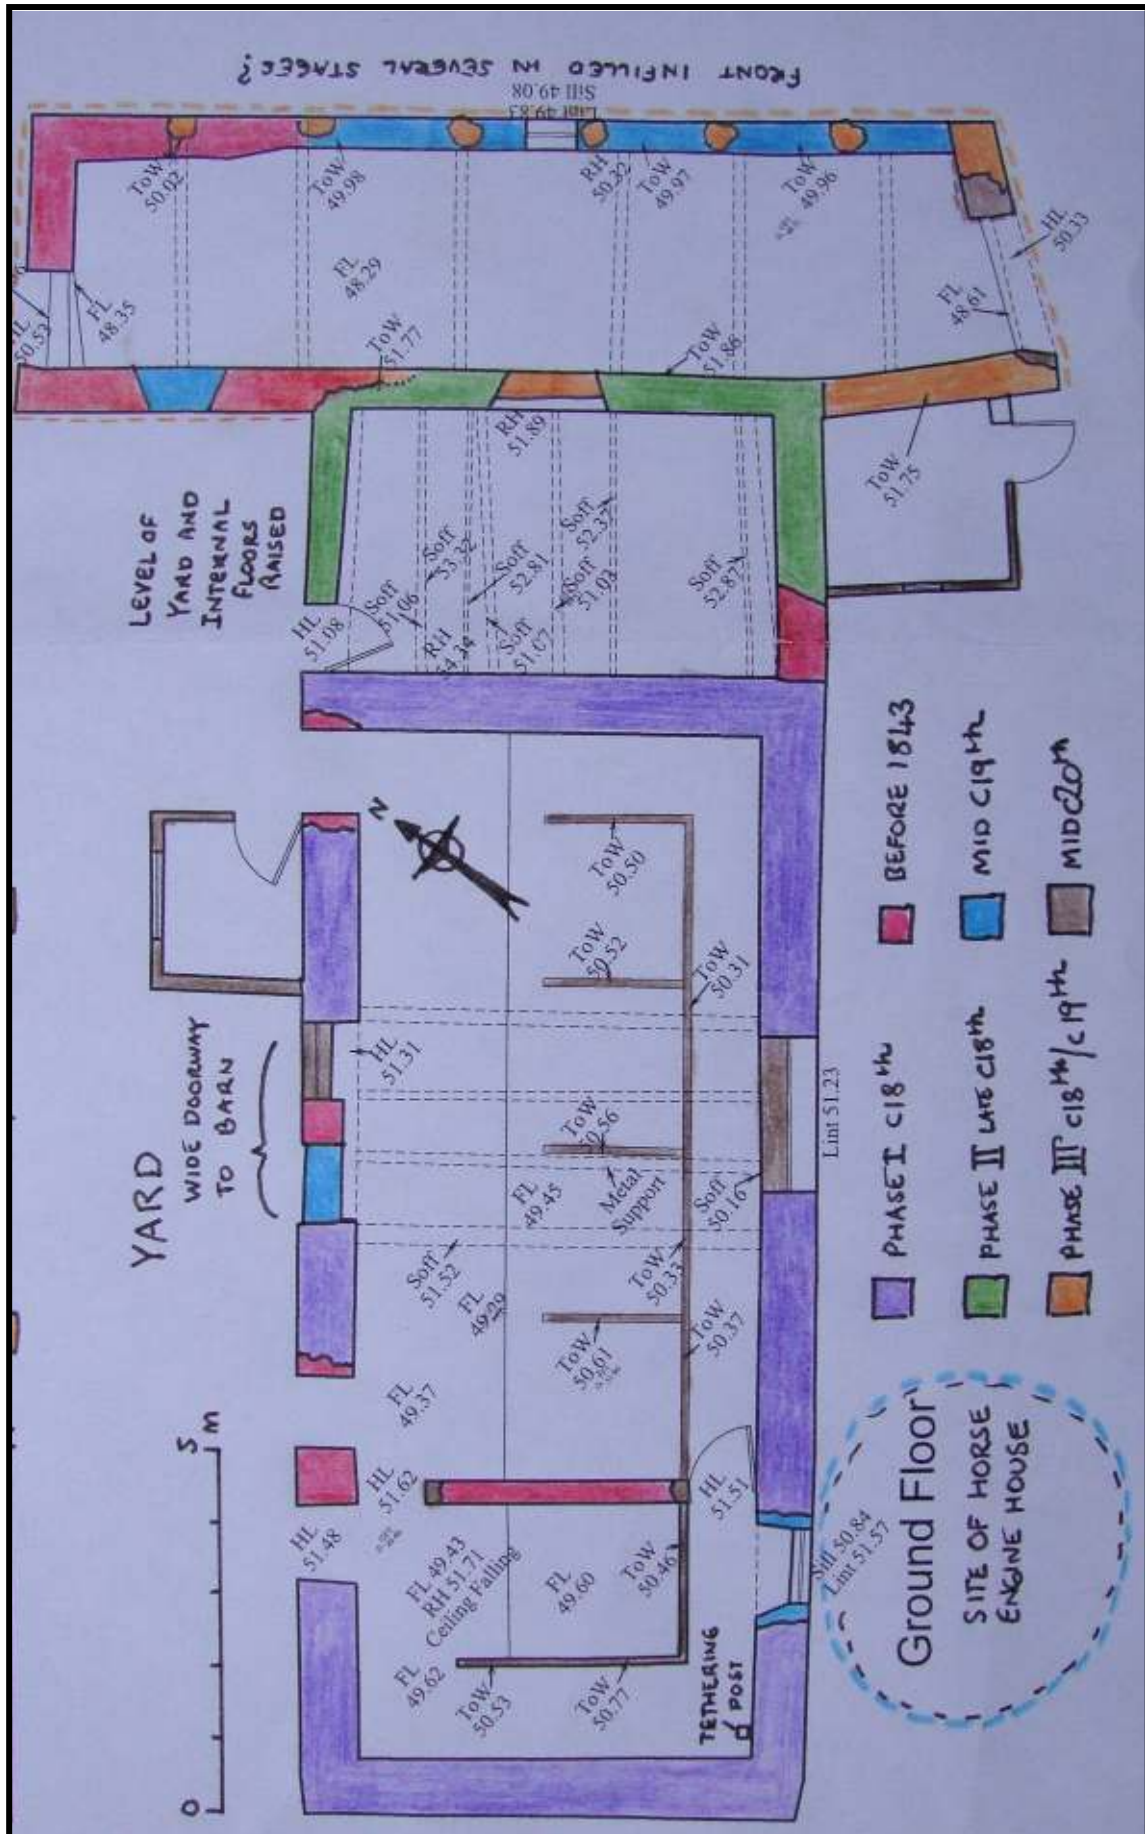 FRONT INFILLED IN SEVERAL STAGES?
Sill 49.08
Lint 49.83
ToW
50.02
ToW
49.98
RH
50.32
ToW
49.97
ToW
49.96
HL
50.33
HL
50.53
FL
48.35
FL
48.29
FL
48.61
ToW
51.77
ToW
51.86
RH
51.89
ToW
51.75
LEVEL OF
YARD AND
INTERNAL
FLOORS
RAISED
HL
51.08
Soff
51.06
Soff
53.32
Soff
52.81
Soff
52.37
Soff
51.03
Soff
52.87
RH
54.34
Soff
51.07
N
YARD
WIDE DOORWAY
TO BARN
HL
51.31
ToW
50.50
ToW
50.52
ToW
50.31
ToW
50.56
FL
49.45
Metal
Support
Soff
50.16
Lint 51.23
Soff
51.52
FL
49.29
ToW
50.33
ToW
50.37
ToW
50.61
FL
49.37
HL
51.62
HL
51.48
HL
51.51
FL 49.43
RH 51.71
Ceiling Falling
FL
49.60
ToW
50.46
Sill 50.84
Lint 51.57
FL
49.62
ToW
50.53
ToW
50.77
TETHERING
POST
0
5 m
PHASE I C18th
BEFORE 1843
PHASE II LATE C18th
MID C19th
PHASE III C18th/C19th
MID C20th
Ground Floor
SITE OF HORSE
ENGINE HOUSE